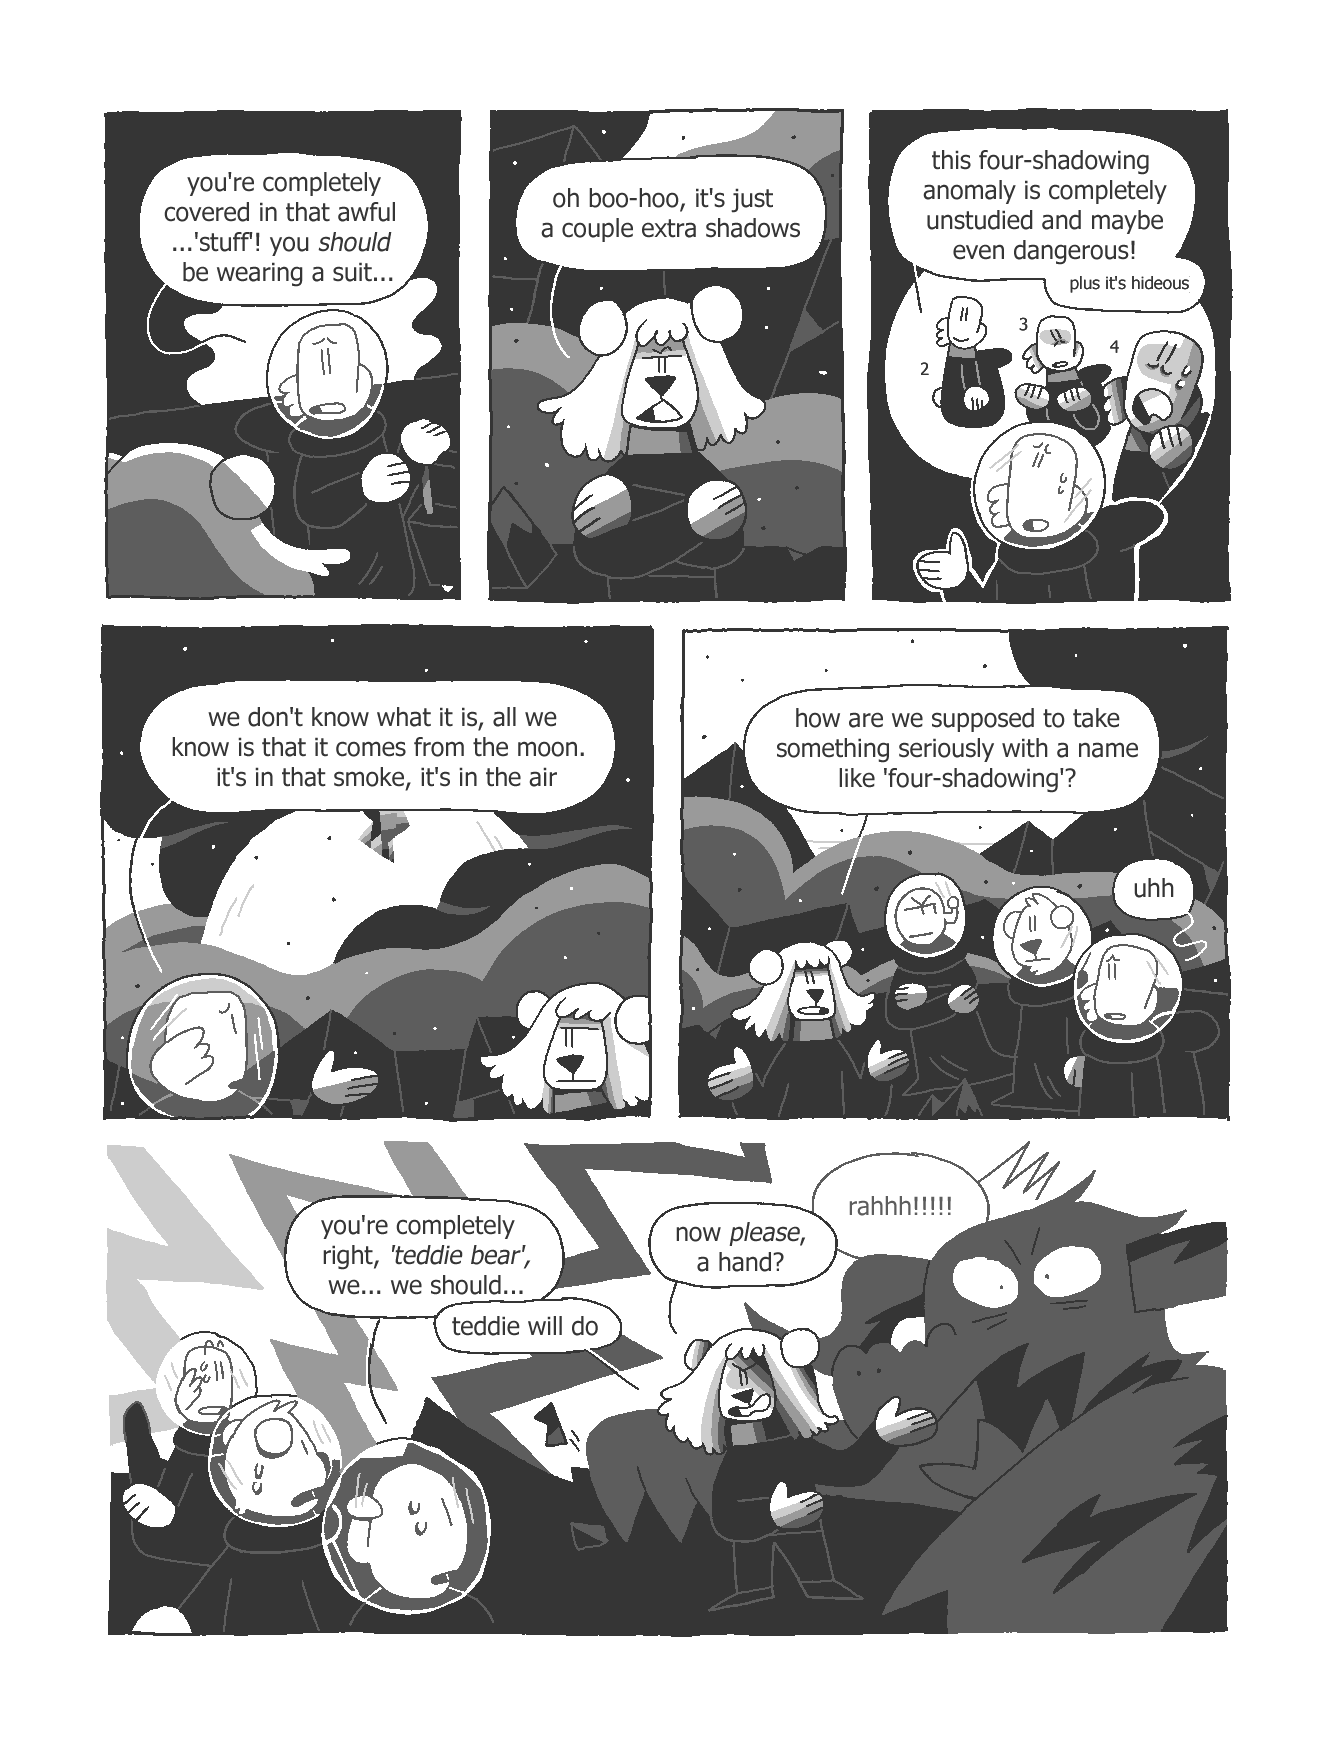 you're completely
covered in that awful
...'stuff'! you should
be wearing a suit...
oh boo-hoo, it's just
a couple extra shadows
this four-shadowing
anomaly is completely
unstudied and maybe
even dangerous!
plus it's hideous
2
3
4
we don't know what it is, all we
know is that it comes from the moon.
it's in that smoke, it's in the air
how are we supposed to take
something seriously with a name
like 'four-shadowing'?
uhh
you're completely
right, 'teddie bear',
we... we should...
teddie will do
now please,
a hand?
rahhh!!!!!